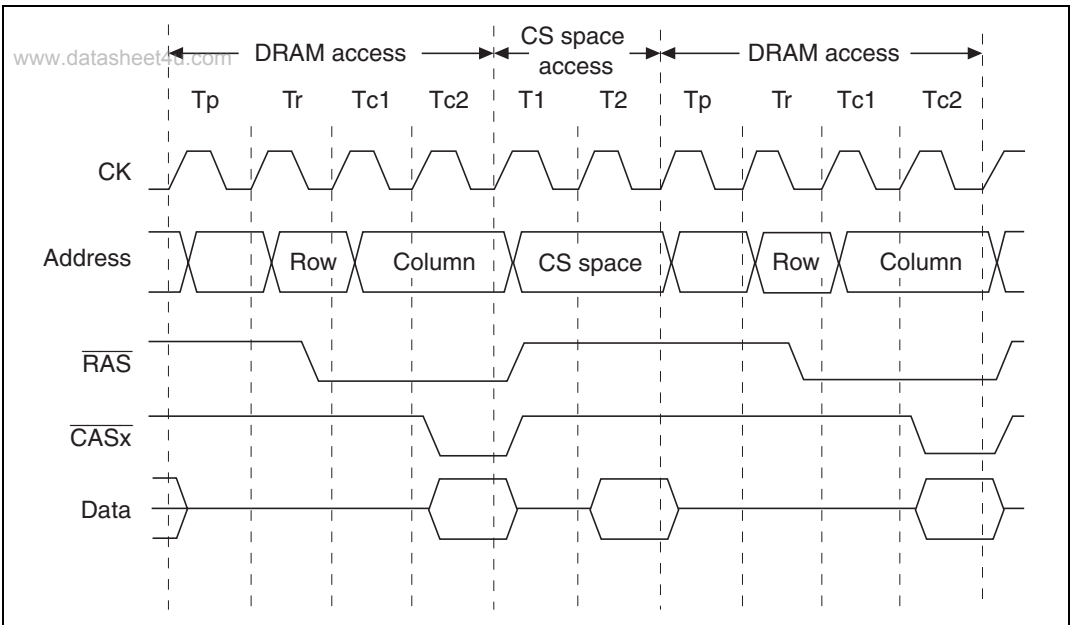 www.datasheet4u.com
DRAM access
CS space
access
DRAM access
Tp Tr Tc1 Tc2 T1 T2 Tp Tr Tc1 Tc2
CK
Address
Row Column CS space Row Column
RAS
CASx
Data